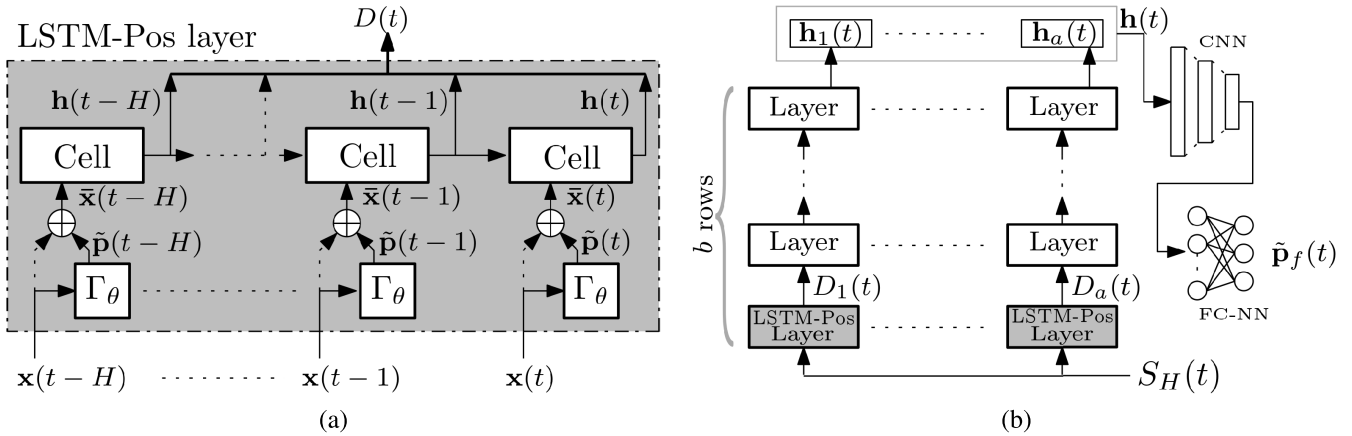 LSTM-Pos layer
D(t)
h(t−H)
h(t−1)
h(t)
Cell
Cell
Cell
x̄(t−H)
x̄(t−1)
x̄(t)
p̃(t−H)
p̃(t−1)
p̃(t)
Γθ
Γθ
Γθ
x(t−H)
x(t−1)
x(t)
(a)
h₁(t)
hₐ(t)
h(t)
CNN
Layer
Layer
b rows
Layer
Layer
p̃f(t)
D₁(t)
Dₐ(t)
FC-NN
LSTM-Pos
Layer
LSTM-Pos
Layer
S_H(t)
(b)